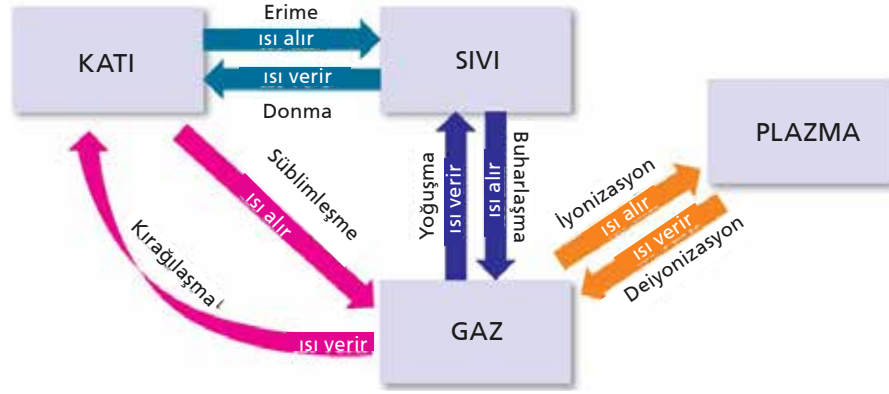 Erime
KATI
ısı alır
SIVI
ısı verir
Donma
PLAZMA
Süblimleşme
ısı alır
Yoğuşma
ısı verir
ısı alır
Buharlaşma
İyonizasyon
ısı alır
ısı verir
Deiyonizasyon
Kırağılaşma
GAZ
ısı verir